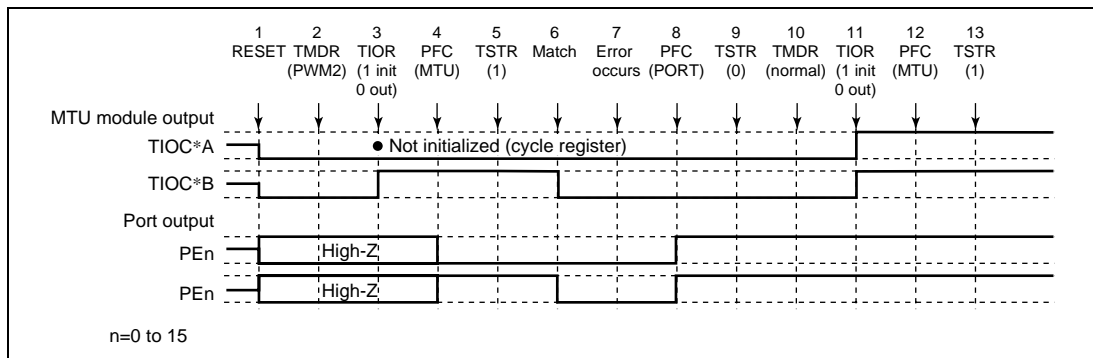 1 2 3 4 5 6 7 8 9 10 11 12 13
RESET TMDR TIOR PFC TSTR Match Error PFC TSTR TMDR TIOR PFC TSTR
(PWM2) (1 init (MTU) (1) occurs (PORT) (0) (normal) (1 init (MTU) (1)
0 out) 0 out)
MTU module output
TIOC*A ● Not initialized (cycle register)
TIOC*B
Port output
PEn High-Z
PEn High-Z
n=0 to 15